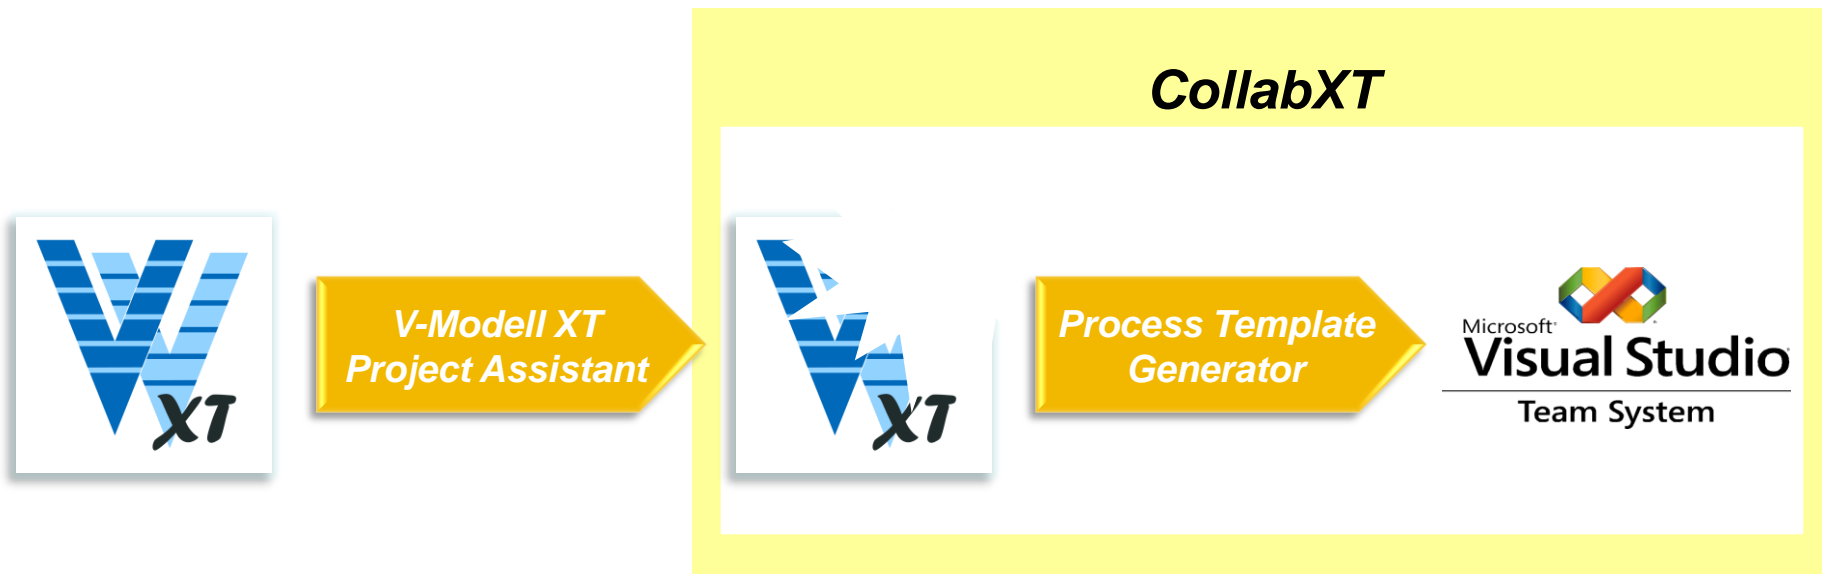 CollabXT
XT
V-Modell XT
Project Assistant
XT
Process Template
Generator
Microsoft®
Visual Studio
Team System